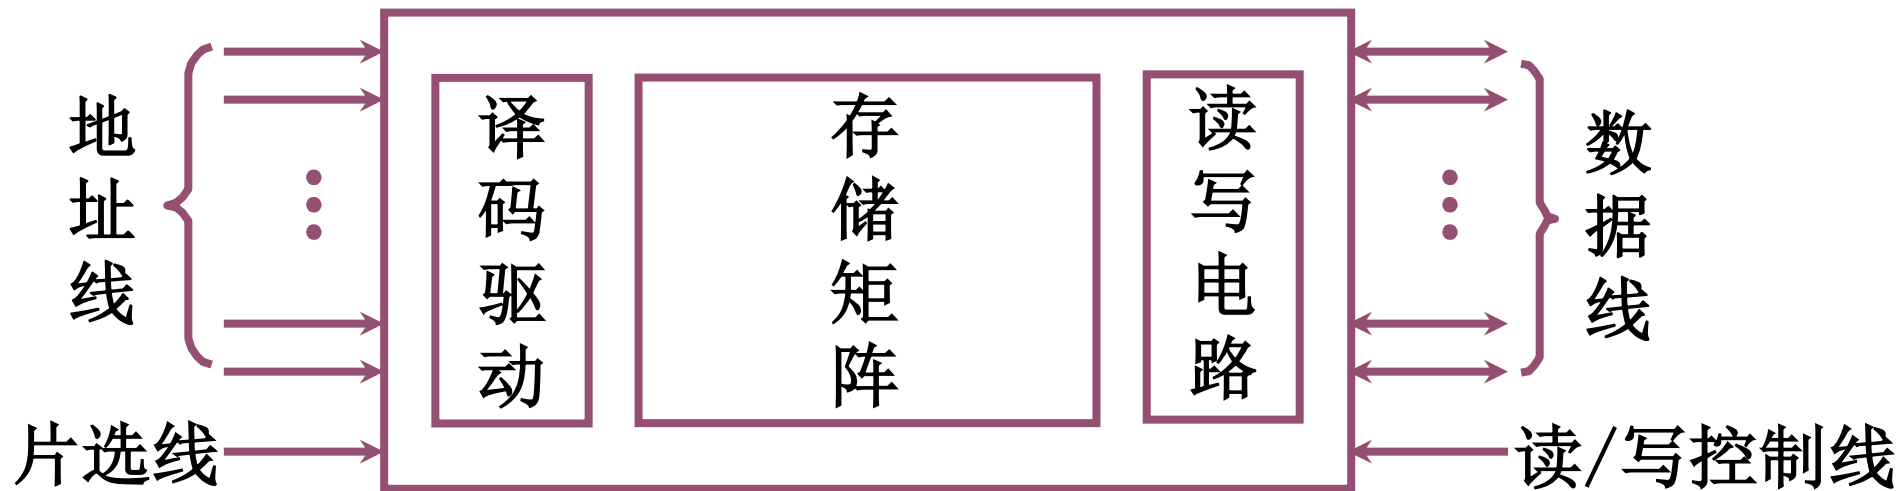 地址线
译码驱动
存储矩阵
读写电路
数据线
片选线
读/写控制线